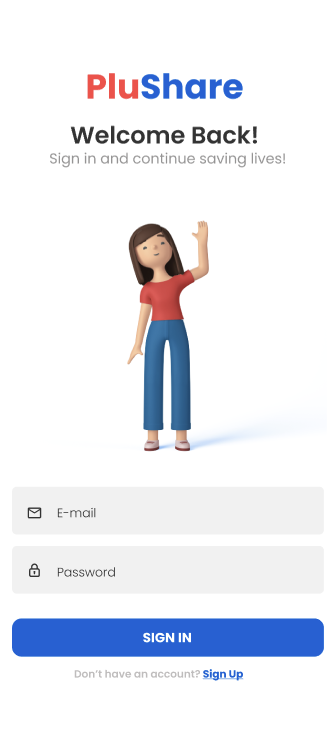 PluShare
Welcome Back!
Sign in and continue saving lives!
E-mail
Password
SIGN IN
Don't have an account? Sign Up